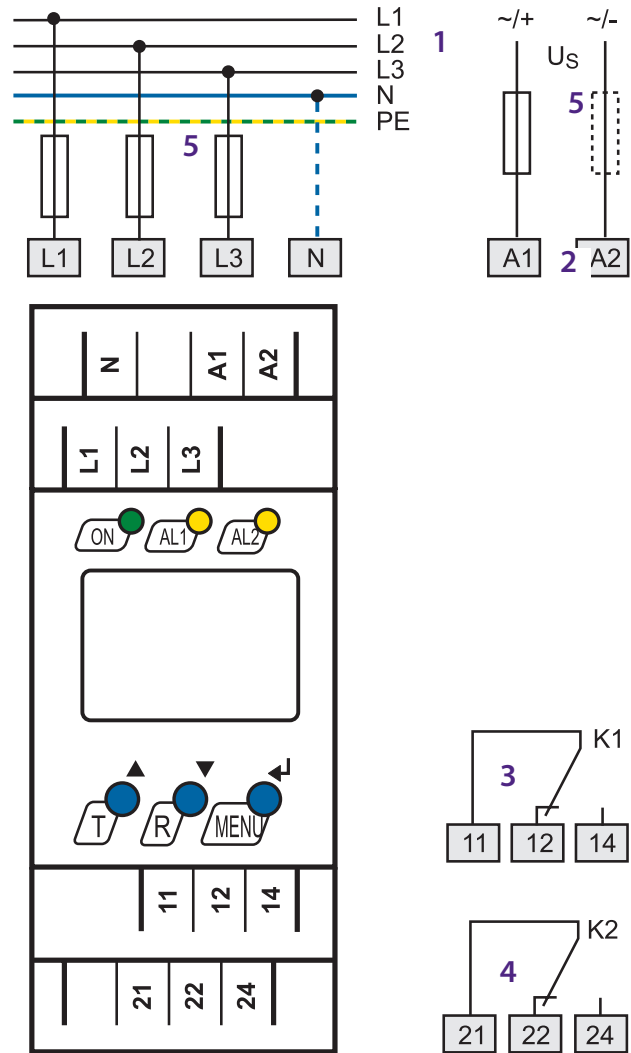 L1
L2
L3
N
PE
1
~/+
~/-
US
5
5
L1
L2
L3
N
A1
2
A2
N
A1
A2
L1
L2
L3
ON
AL1
AL2
▲
▼
↵
T
R
MENU
K1
3
11
12
14
11
12
14
K2
4
21
22
24
21
22
24